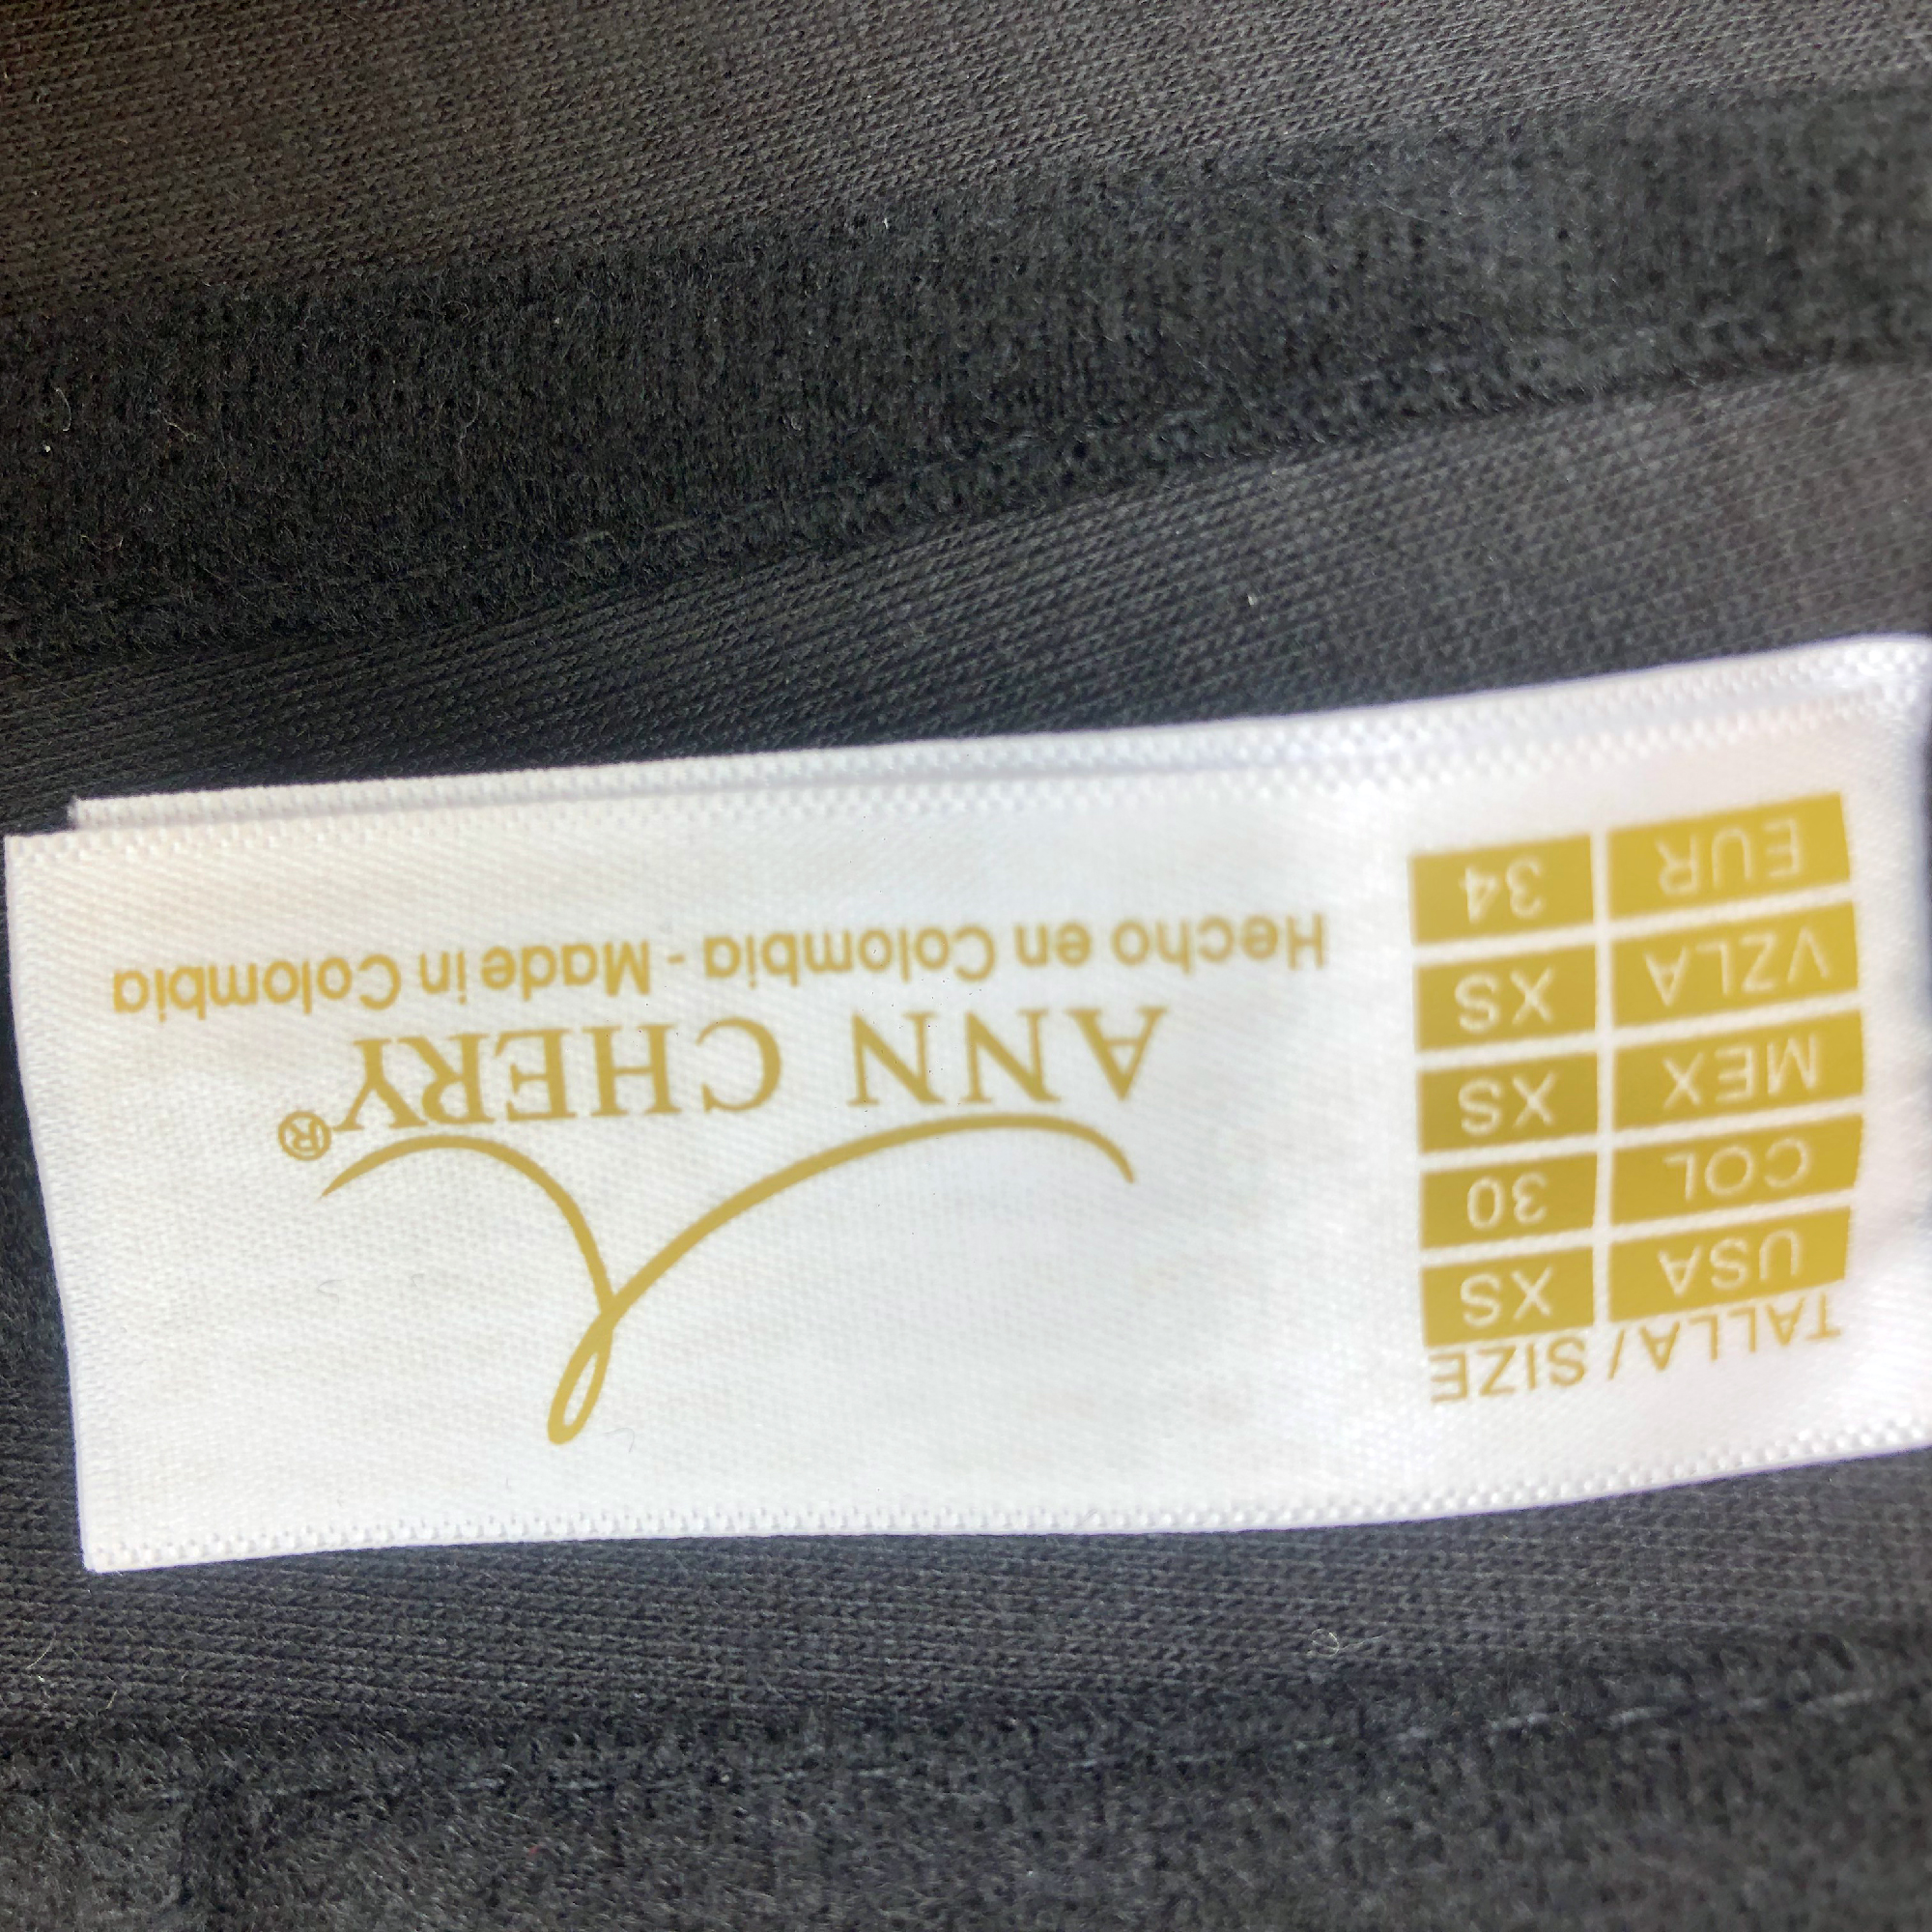 TALLA / SIZE
USA XS
COL 30
MEX XS
VZLA XS
EUR 34
ANN CHERY®
Hecho en Colombia - Made in Colombia